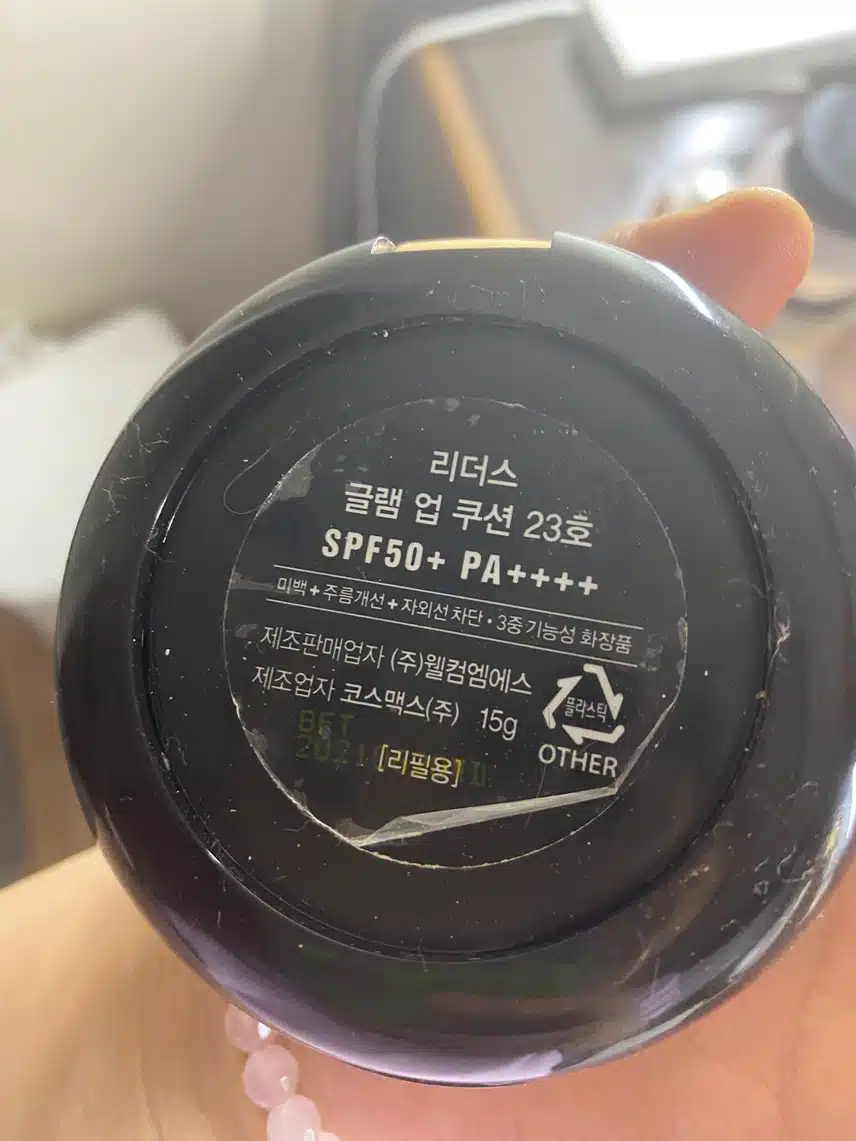 리더스
글램 업 쿠션 23호
SPF50+ PA++++
미백+주름개선+자외선차단•3중기능성 화장품
제조판매업자 (주)웰컴엠에스
제조업자 코스맥스(주) 15g
플라스틱
OTHER
[리필용]